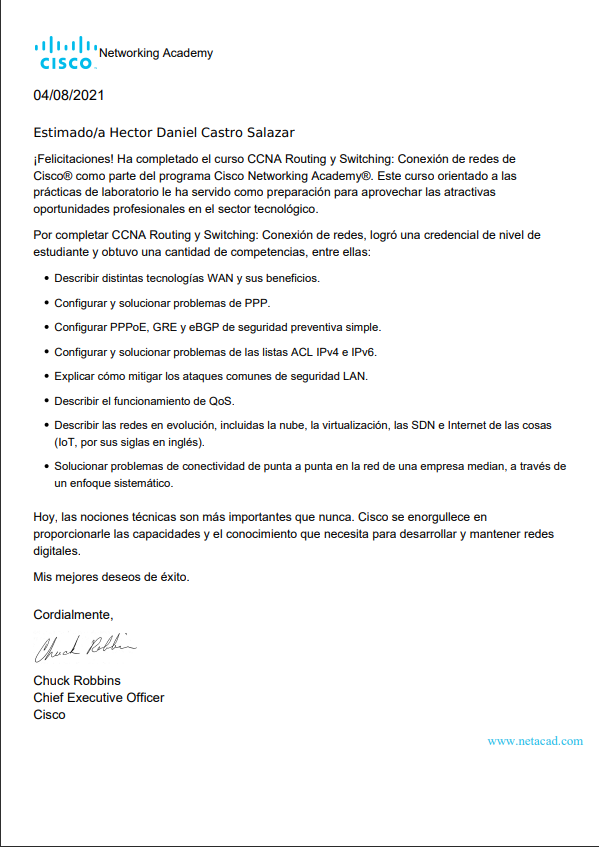 CISCO Networking Academy
04/08/2021
Estimado/a Hector Daniel Castro Salazar
¡Felicitaciones! Ha completado el curso CCNA Routing y Switching: Conexión de redes de
Cisco® como parte del programa Cisco Networking Academy®. Este curso orientado a las
prácticas de laboratorio le ha servido como preparación para aprovechar las atractivas
oportunidades profesionales en el sector tecnológico.
Por completar CCNA Routing y Switching: Conexión de redes, logró una credencial de nivel de
estudiante y obtuvo una cantidad de competencias, entre ellas:
• Describir distintas tecnologías WAN y sus beneficios.
• Configurar y solucionar problemas de PPP.
• Configurar PPPoE, GRE y eBGP de seguridad preventiva simple.
• Configurar y solucionar problemas de las listas ACL IPv4 e IPv6.
• Explicar cómo mitigar los ataques comunes de seguridad LAN.
• Describir el funcionamiento de QoS.
• Describir las redes en evolución, incluidas la nube, la virtualización, las SDN e Internet de las cosas
(IoT, por sus siglas en inglés).
• Solucionar problemas de conectividad de punta a punta en la red de una empresa median, a través de
un enfoque sistemático.
Hoy, las nociones técnicas son más importantes que nunca. Cisco se enorgullece en
proporcionarle las capacidades y el conocimiento que necesita para desarrollar y mantener redes
digitales.
Mis mejores deseos de éxito.
Cordialmente,
Chuck Robbins
Chuck Robbins
Chief Executive Officer
Cisco
www.netacad.com